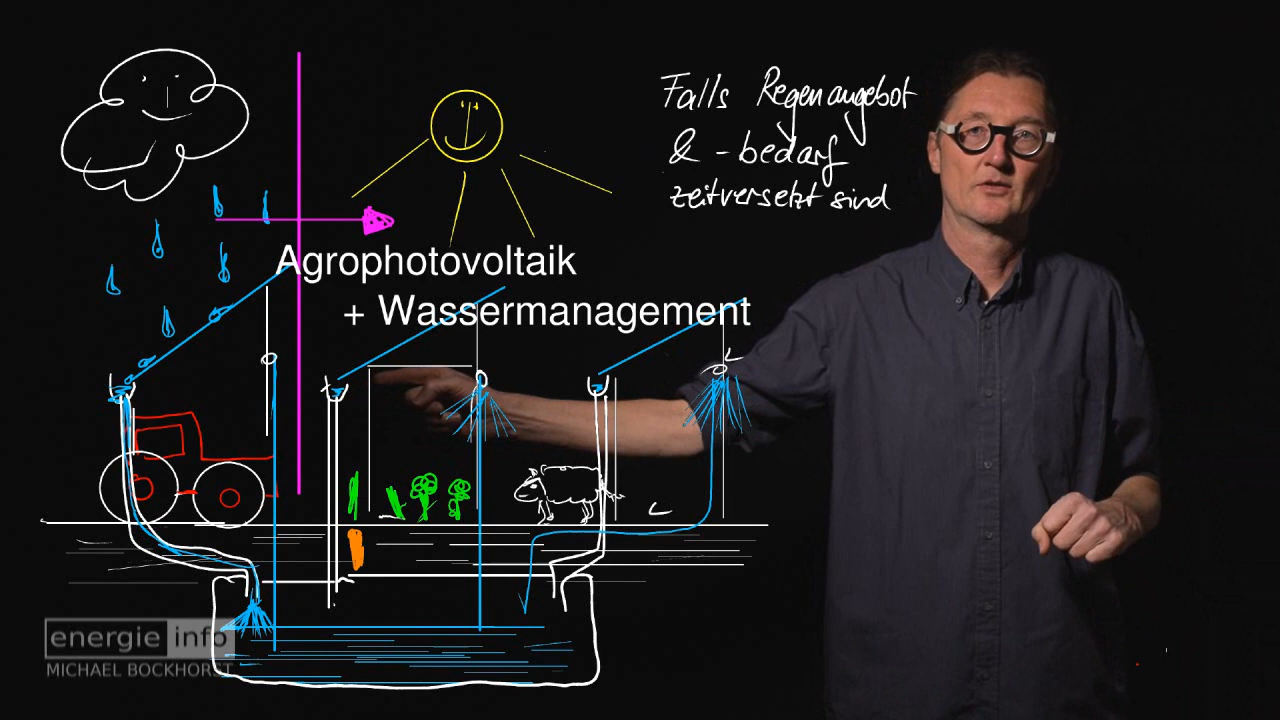 Falls Regenangebot
& -bedarf
zeitversetzt sind
Agrophotovoltaik
+ Wassermanagement
energie info
MICHAEL BOCKHORST